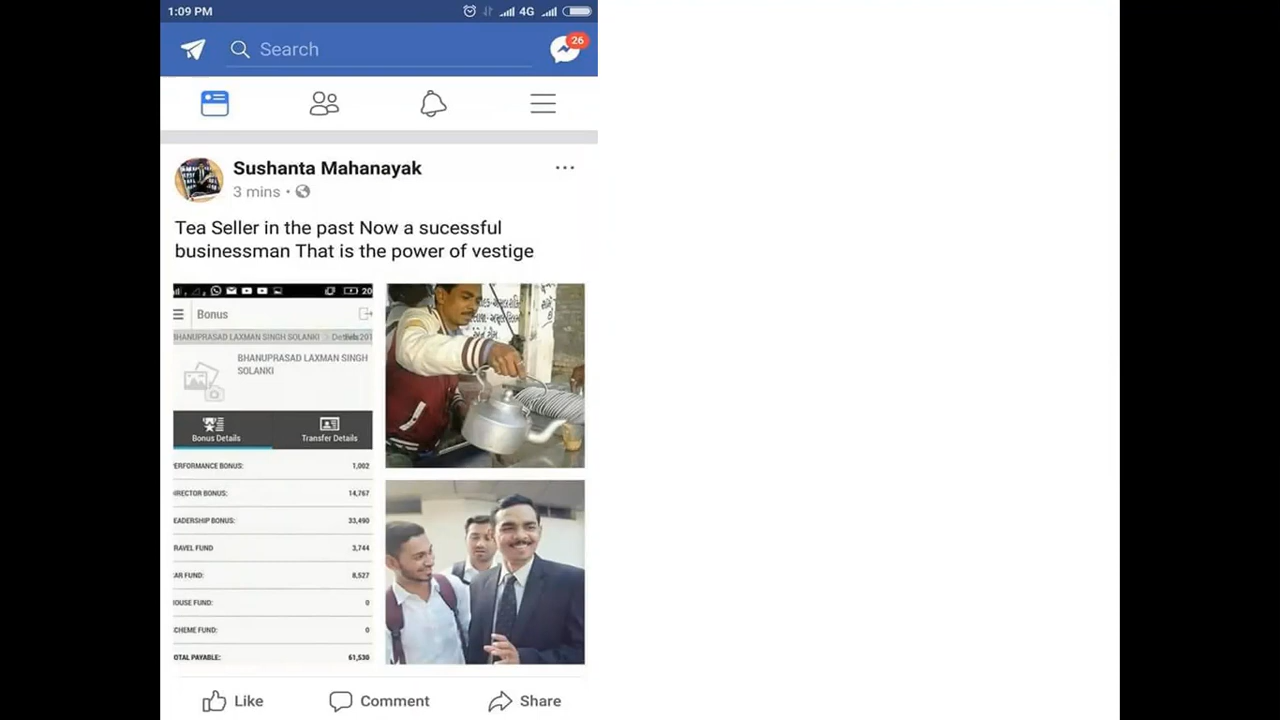 1:09 PM
4G
Search
26
Sushanta Mahanayak
3 mins
Tea Seller in the past Now a sucessful
businessman That is the power of vestige
20
Bonus
BHANUPRASAD LAXMAN SINGH SOLANKI
BHANUPRASAD LAXMAN SINGH
SOLANKI
Bonus Details
Transfer Details
ERFORMANCE BONUS: 1,002
IRECTOR BONUS: 14,767
EADERSHIP BONUS: 33,490
RAVEL FUND 3,744
AR FUND: 8,527
OUSE FUND: 0
CHEME FUND: 0
OTAL PAYABLE: 61,530
Like
Comment
Share